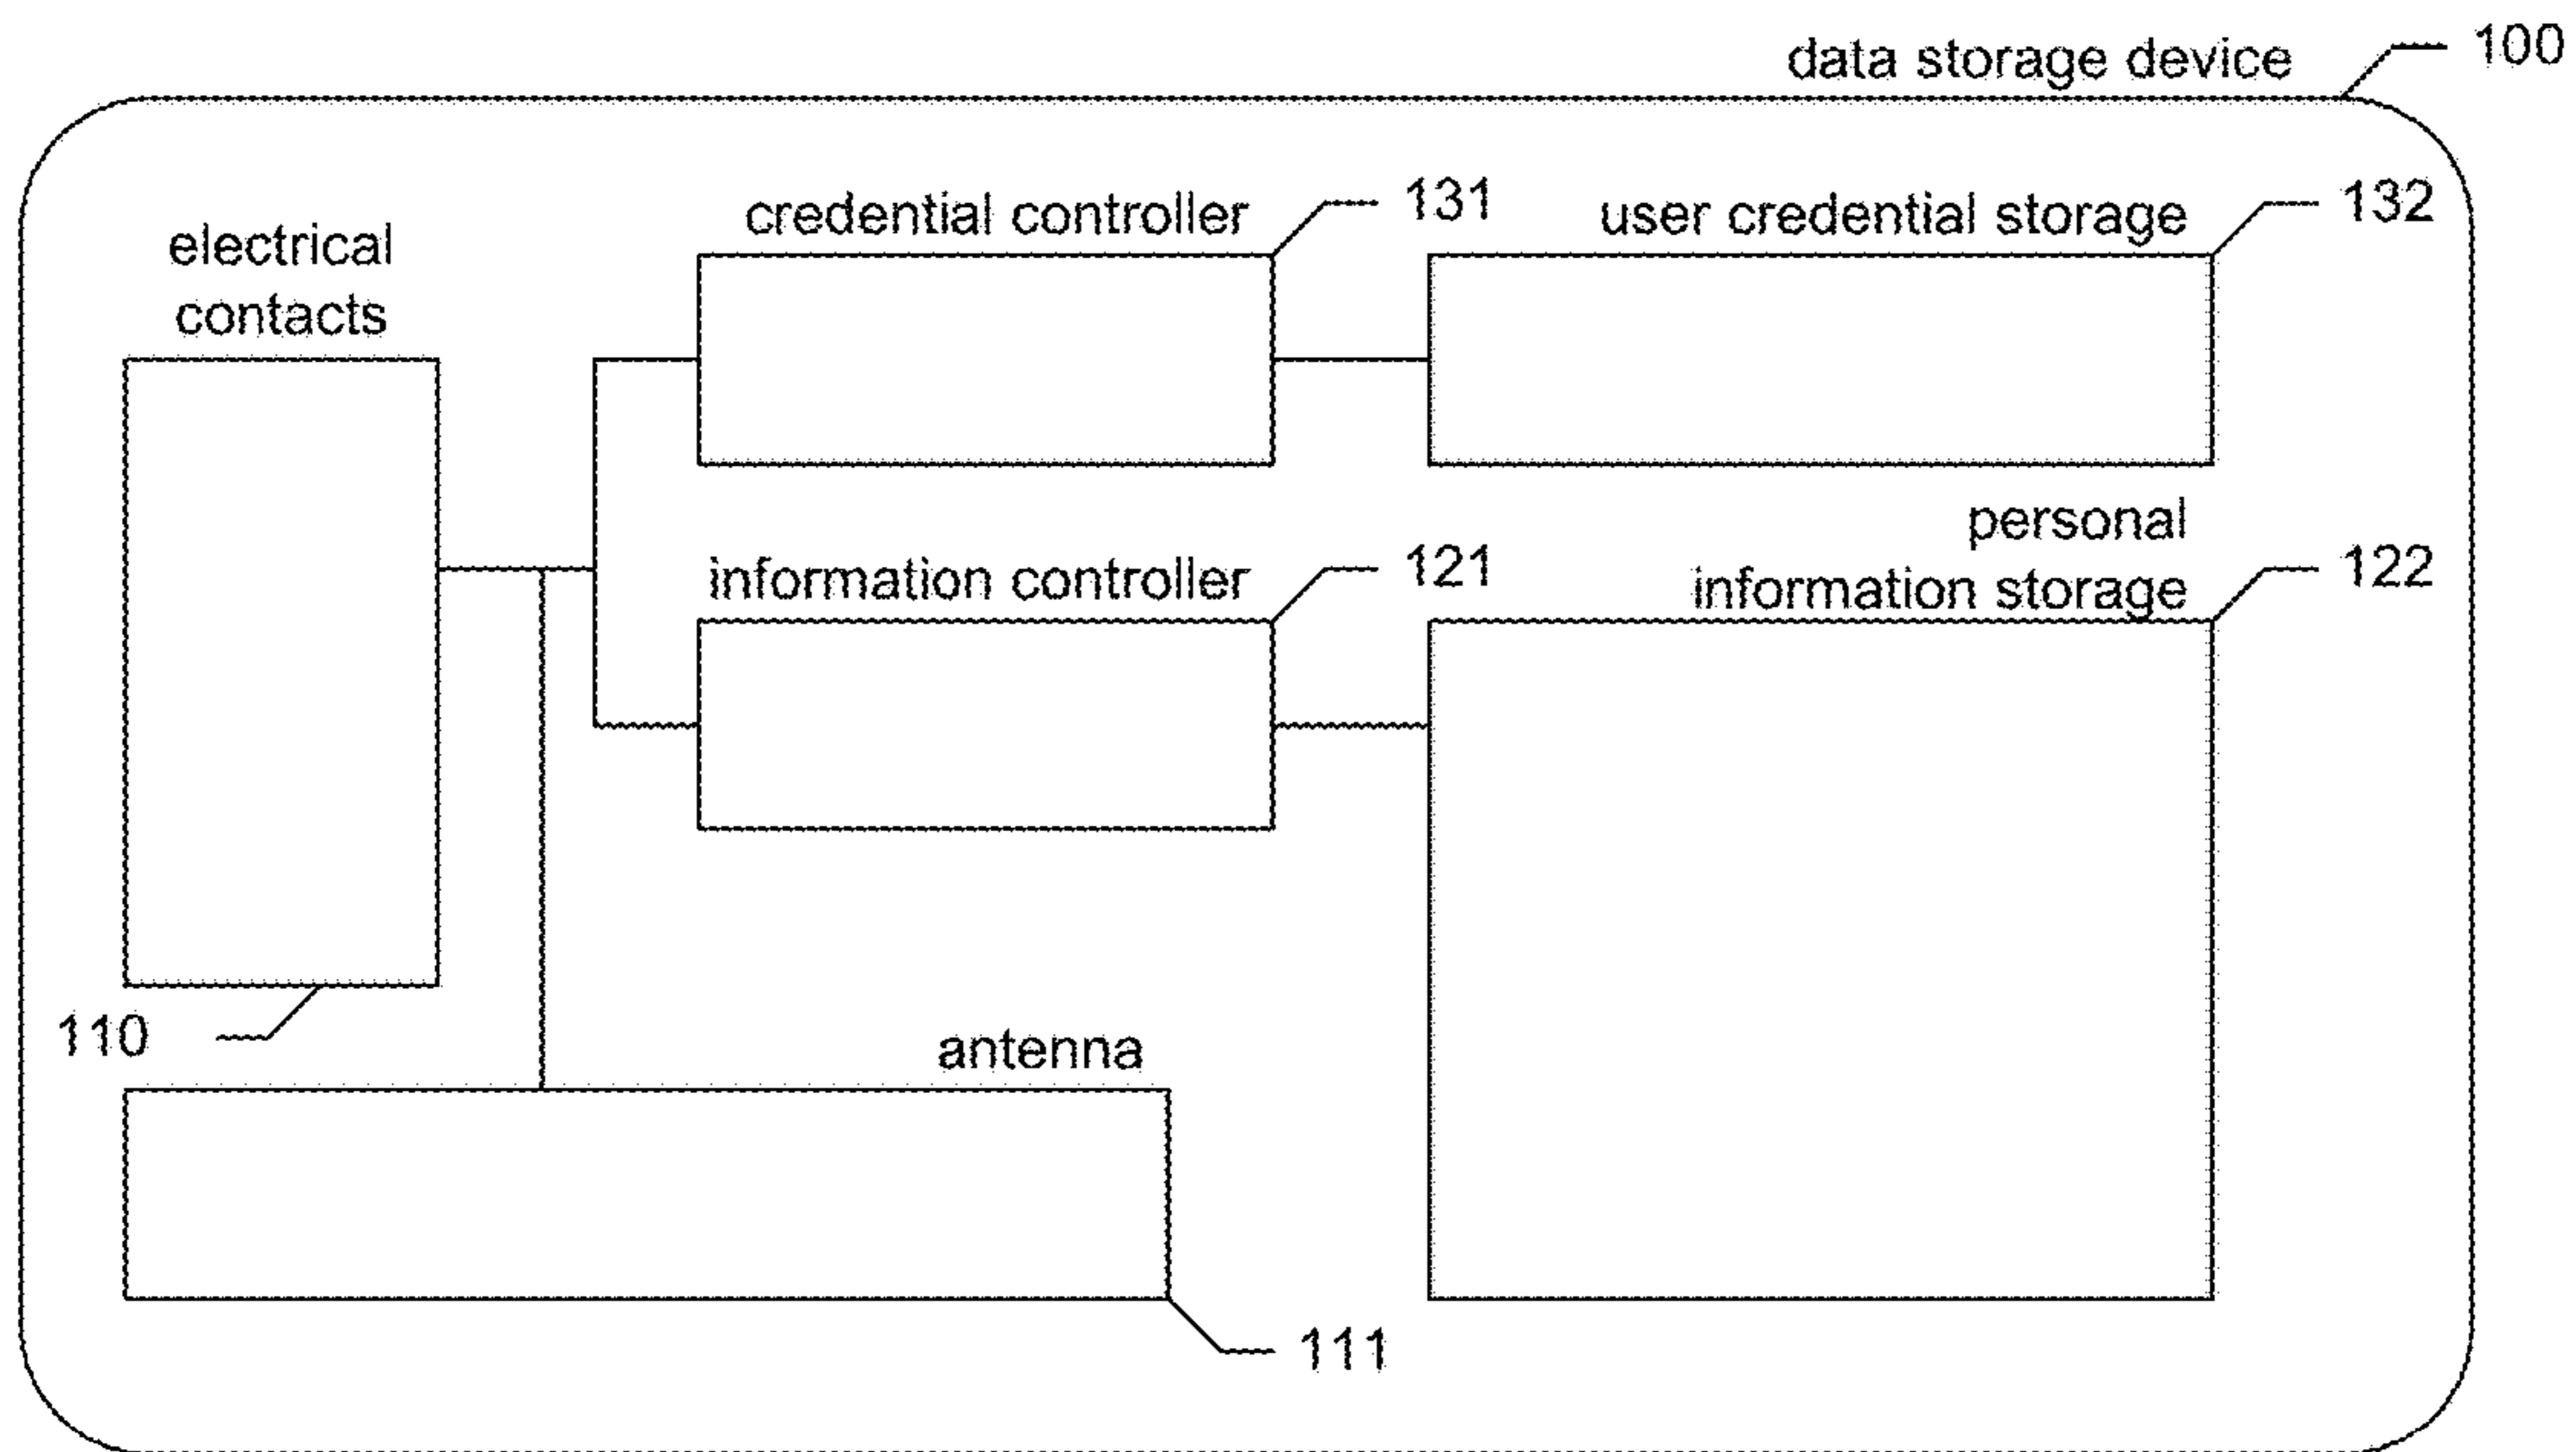 data storage device
100
electrical
contacts
110
credential controller
131
user credential storage
132
information controller
121
personal
information storage
122
antenna
111